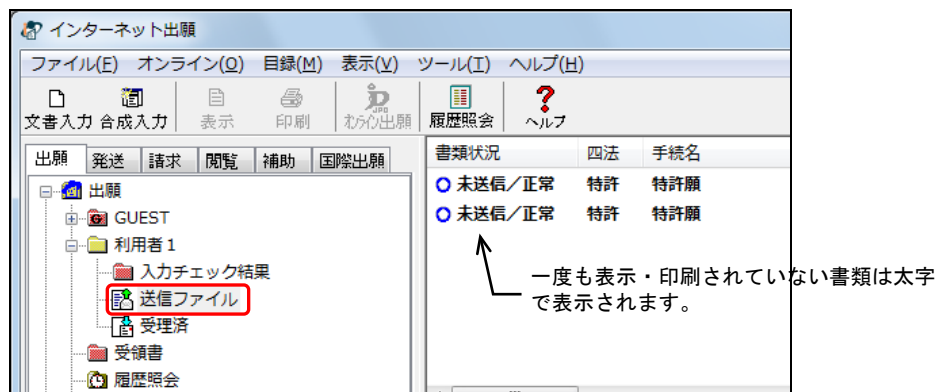 インターネット出願
ファイル(F) オンライン(O) 目録(M) 表示(V) ツール(T) ヘルプ(H)
文書入力 合成入力 表示 印刷 オンライン出願 履歴照会 ヘルプ
出願 発送 請求 閲覧 補助 国際出願
書類状況 四法 手続名
出願
未送信/正常 特許 特許願
GUEST
未送信/正常 特許 特許願
利用者1
入力チェック結果
送信ファイル
受理済
受領書
履歴照会
一度も表示・印刷されていない書類は太字
で表示されます。